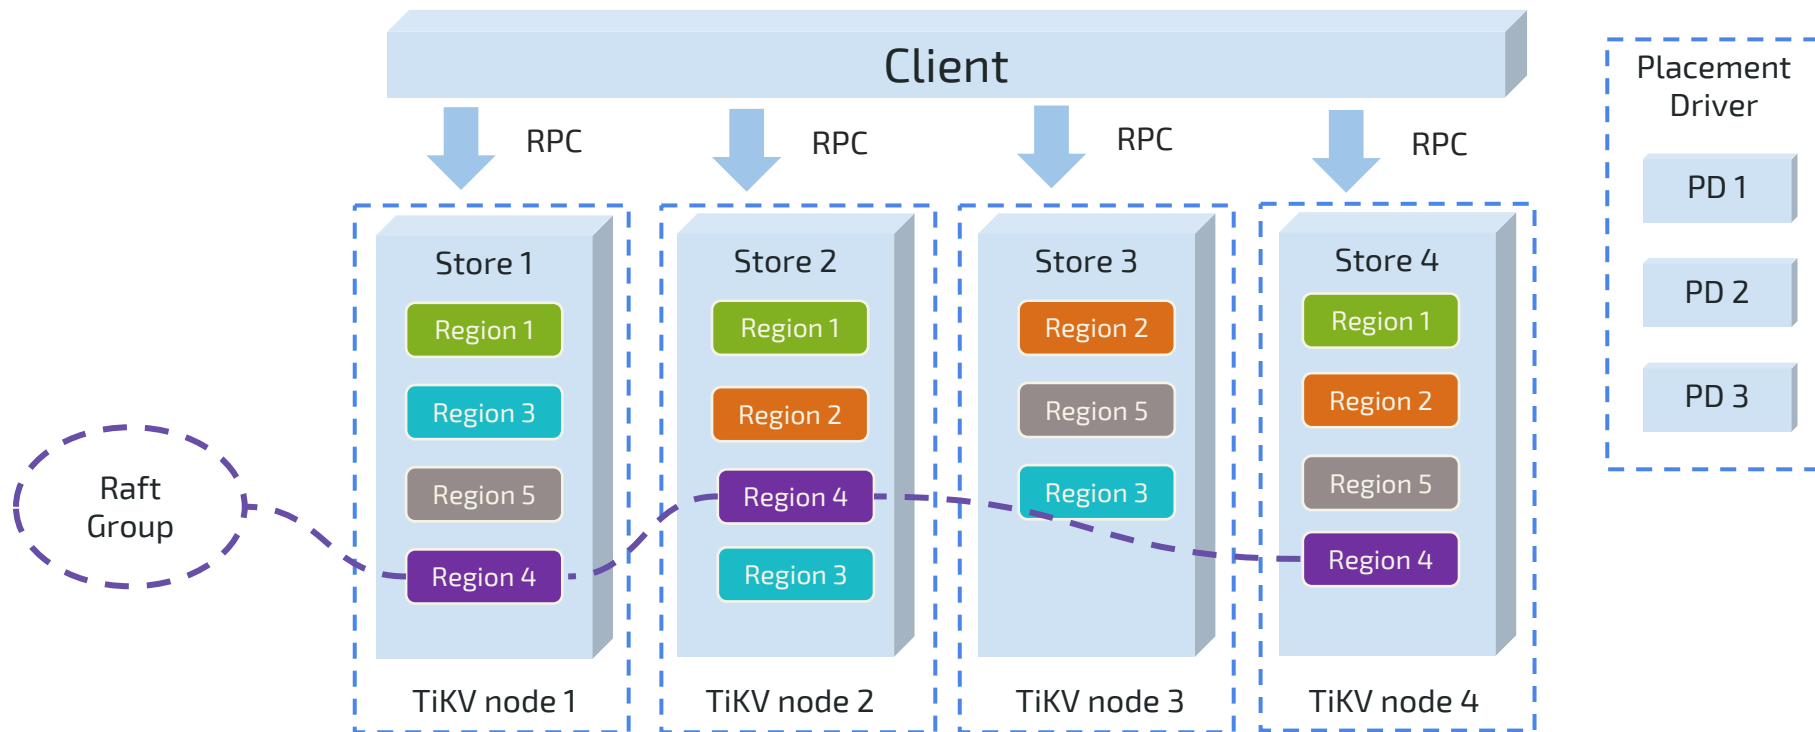 Client
RPC
RPC
RPC
RPC
Store 1
Region 1
Region 3
Region 5
Region 4
TiKV node 1
Store 2
Region 1
Region 2
Region 4
Region 3
TiKV node 2
Store 3
Region 2
Region 5
Region 3
TiKV node 3
Store 4
Region 1
Region 2
Region 5
Region 4
TiKV node 4
Raft
Group
Placement
Driver
PD 1
PD 2
PD 3